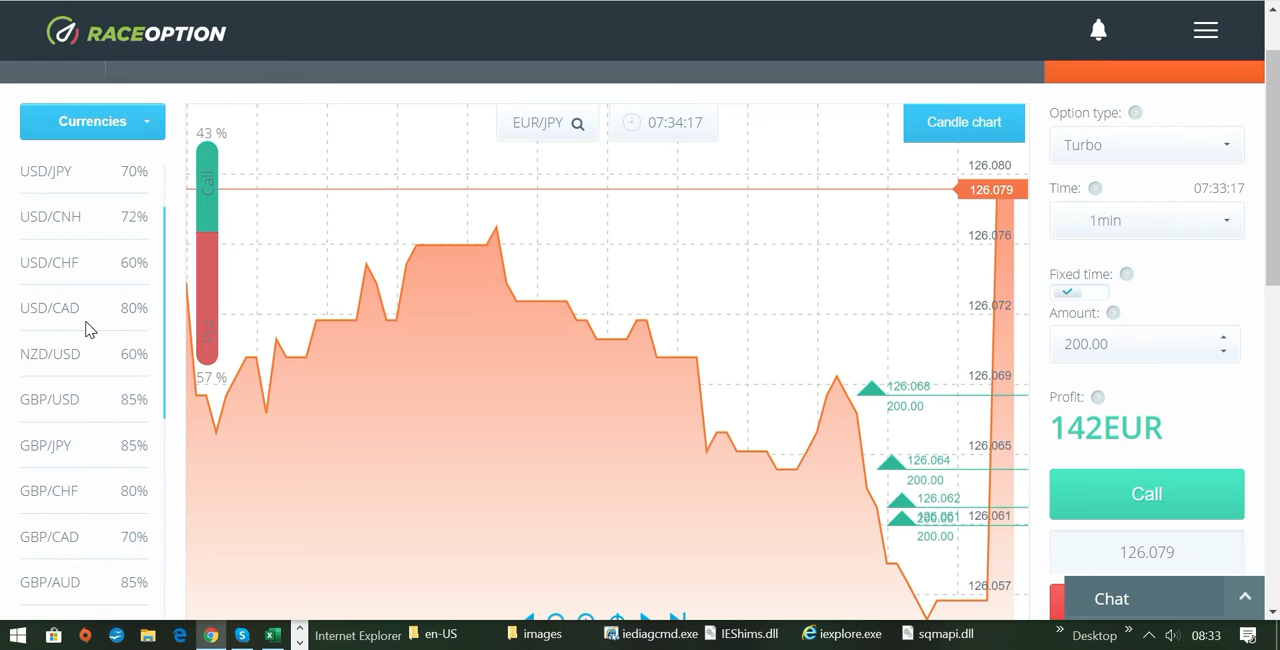 RACEOPTION
Currencies
USD/JPY 70%
USD/CNH 72%
USD/CHF 60%
USD/CAD 80%
NZD/USD 60%
GBP/USD 85%
GBP/JPY 85%
GBP/CHF 80%
GBP/CAD 70%
GBP/AUD 85%
43 %
Call
Put
57 %
EUR/JPY
07:34:17
Candle chart
126.080
126.079
126.076
126.072
126.069
126.065
126.061
126.057
126.068
200.00
126.064
200.00
126.062
126.061
200.00
200.00
Option type:
Turbo
Time: 07:33:17
1min
Fixed time:
Amount:
200.00
Profit:
142EUR
Call
126.079
Chat
Internet Explorer
en-US
images
iediagcmd.exe
IEShims.dll
iexplore.exe
sqmapi.dll
Desktop
08:33